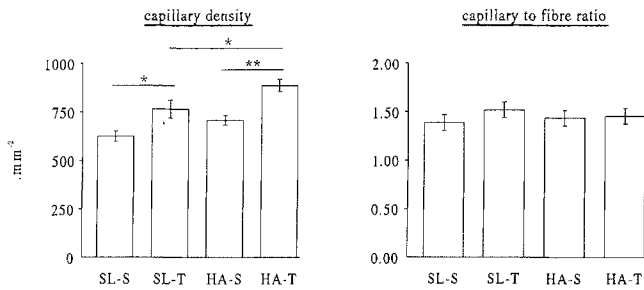 capillary density
capillary to fibre ratio
*
*
**
1000
750
500
250
0
.mm⁻²
SL-S SL-T HA-S HA-T
2.00
1.50
1.00
0.50
0.00
SL-S SL-T HA-S HA-T